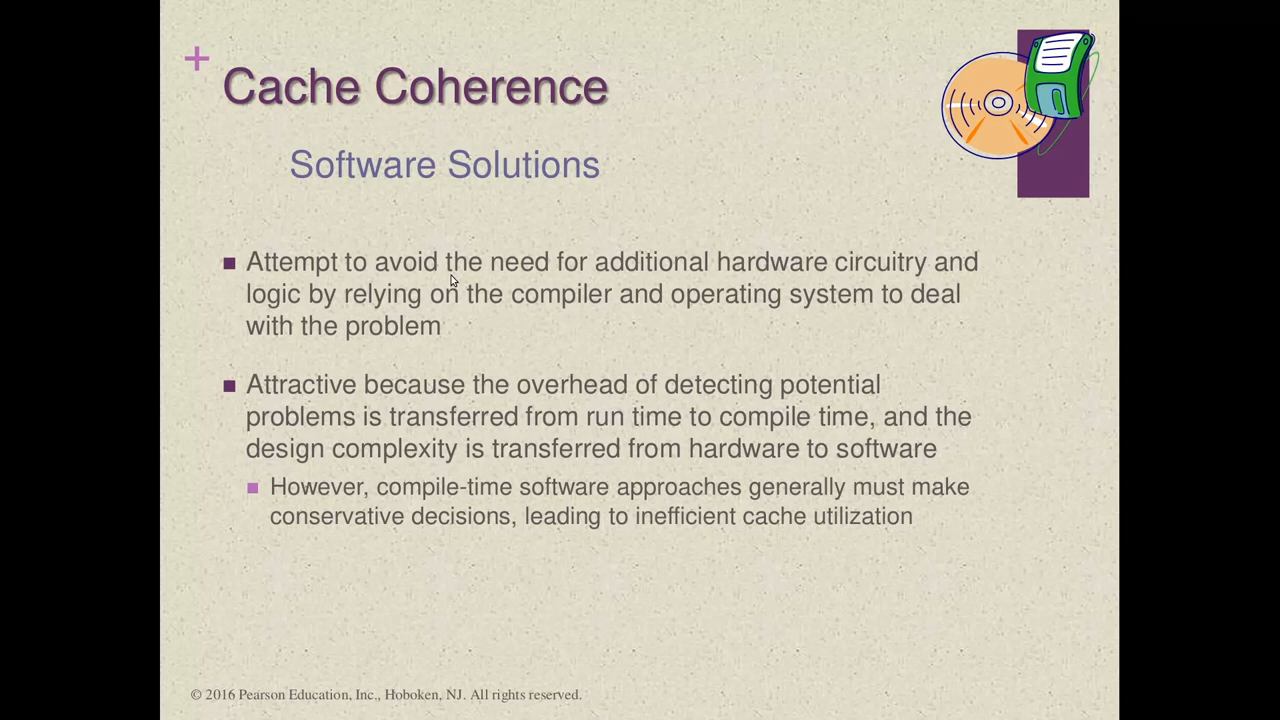 +
Cache Coherence
Software Solutions
■ Attempt to avoid the need for additional hardware circuitry and
logic by relying on the compiler and operating system to deal
with the problem
■ Attractive because the overhead of detecting potential
problems is transferred from run time to compile time, and the
design complexity is transferred from hardware to software
■ However, compile-time software approaches generally must make
conservative decisions, leading to inefficient cache utilization
© 2016 Pearson Education, Inc., Hoboken, NJ. All rights reserved.